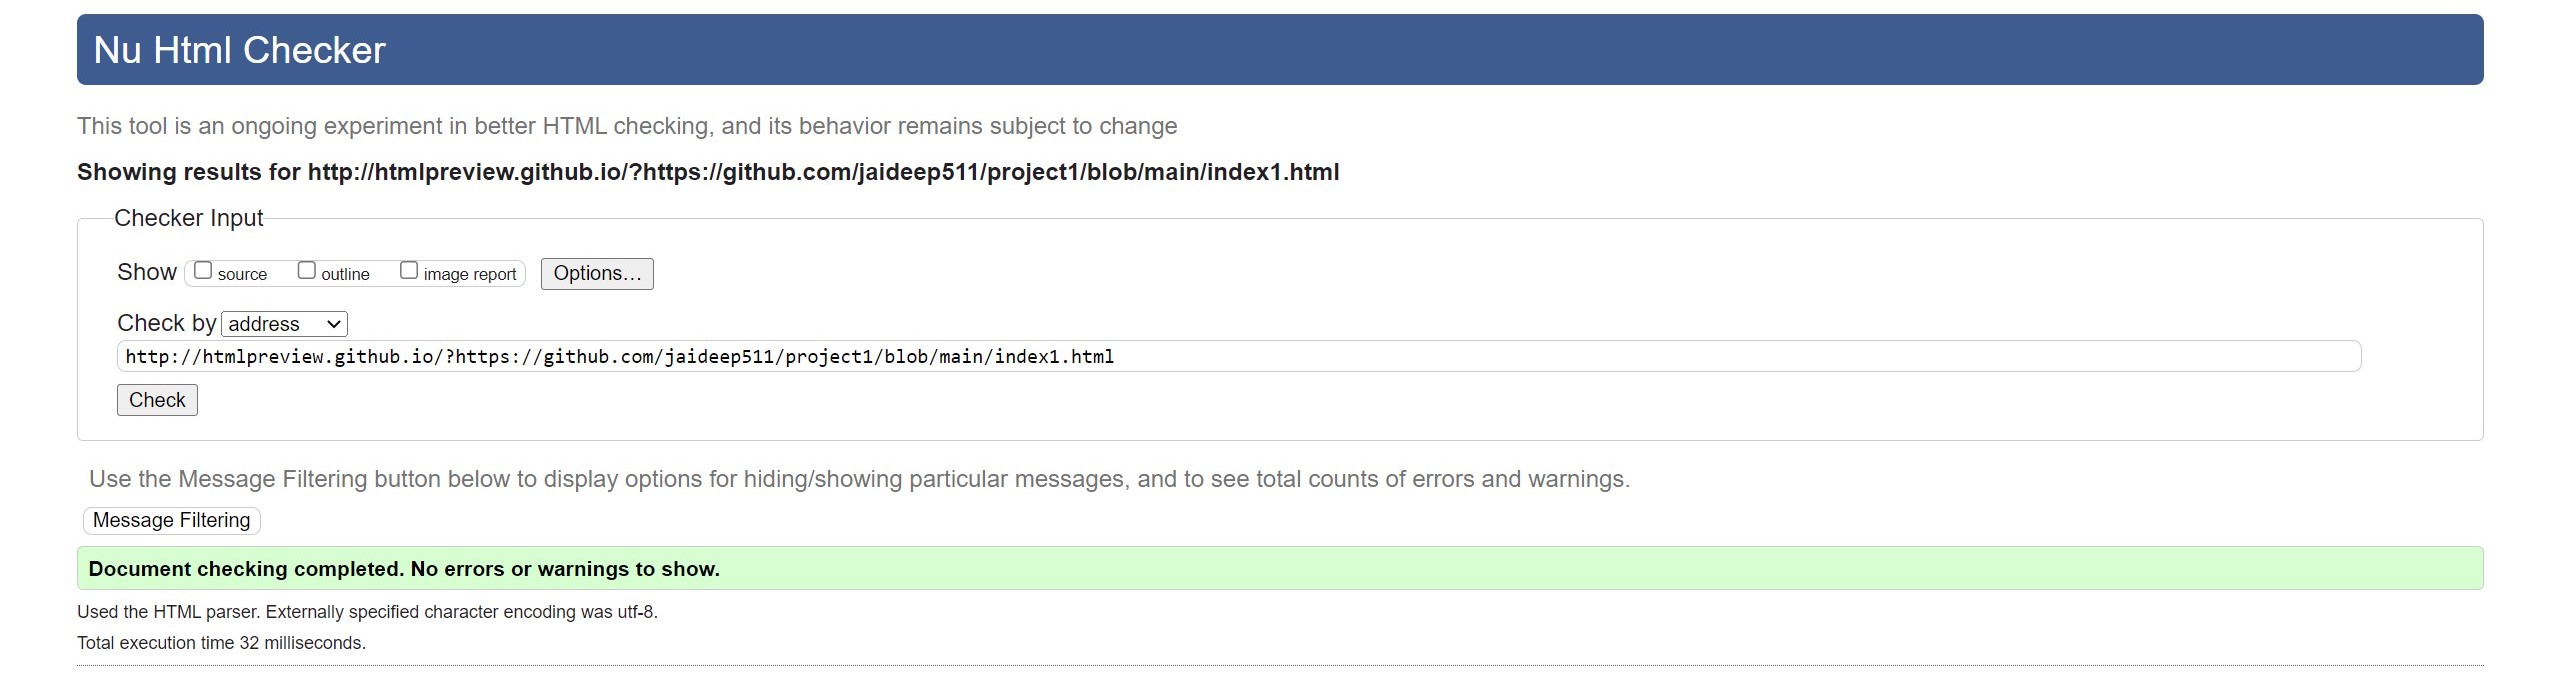 Nu Html Checker
This tool is an ongoing experiment in better HTML checking, and its behavior remains subject to change
Showing results for http://htmlpreview.github.io/?https://github.com/jaideep511/project1/blob/main/index1.html
Checker Input
Show source outline image report Options…
Check by address
http://htmlpreview.github.io/?https://github.com/jaideep511/project1/blob/main/index1.html
Check
Use the Message Filtering button below to display options for hiding/showing particular messages, and to see total counts of errors and warnings.
Message Filtering
Document checking completed. No errors or warnings to show.
Used the HTML parser. Externally specified character encoding was utf-8.
Total execution time 32 milliseconds.